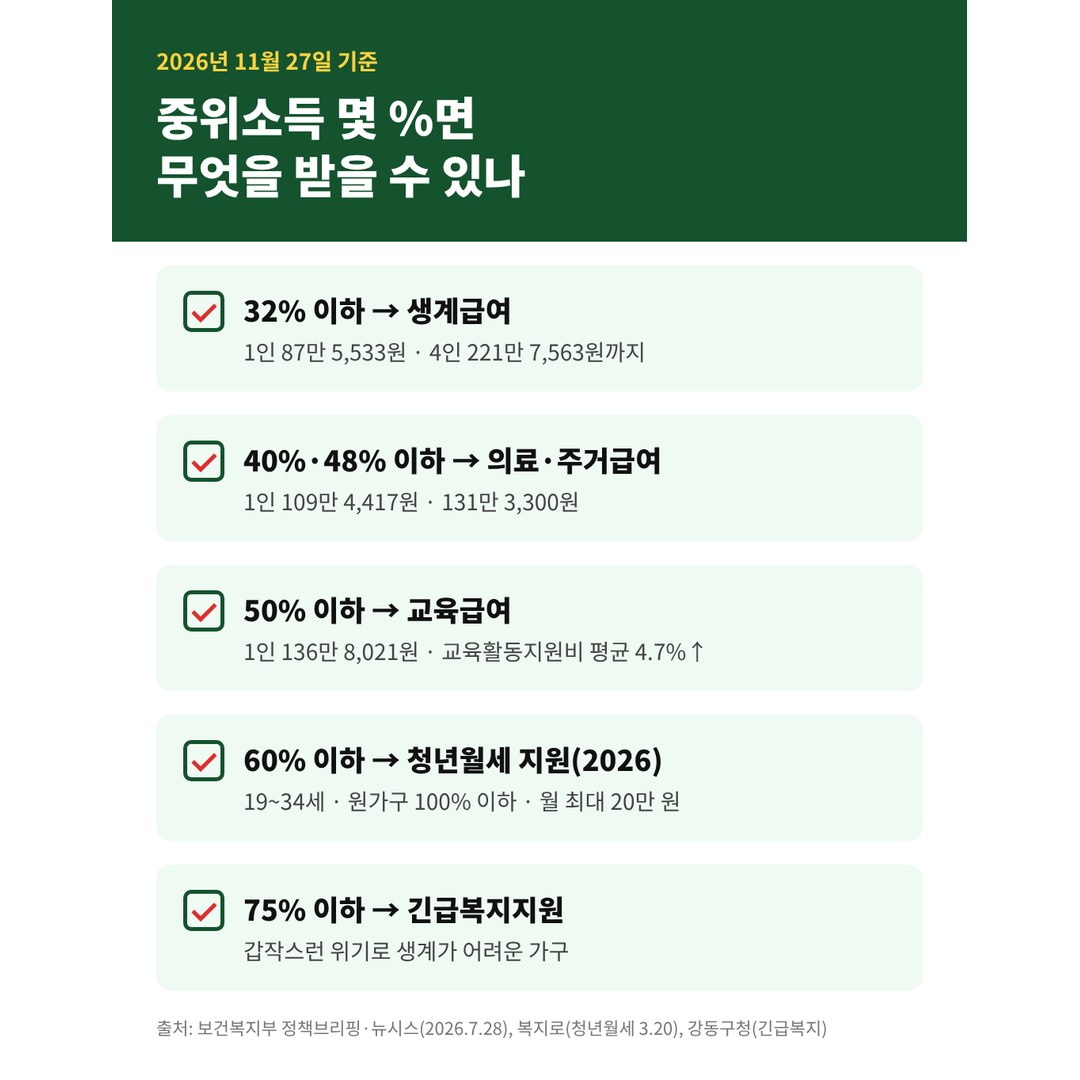 2026년 11월 27일 기준
중위소득 몇 %면
무엇을 받을 수 있나
32% 이하 → 생계급여
1인 87만 5,533원 · 4인 221만 7,563원까지
40%·48% 이하 → 의료·주거급여
1인 109만 4,417원 · 131만 3,300원
50% 이하 → 교육급여
1인 136만 8,021원 · 교육활동지원비 평균 4.7%↑
60% 이하 → 청년월세 지원(2026)
19~34세 · 원가구 100% 이하 · 월 최대 20만 원
75% 이하 → 긴급복지지원
갑작스런 위기로 생계가 어려운 가구
출처: 보건복지부 정책브리핑·뉴시스(2026.7.28), 복지로(청년월세 3.20), 강동구청(긴급복지)